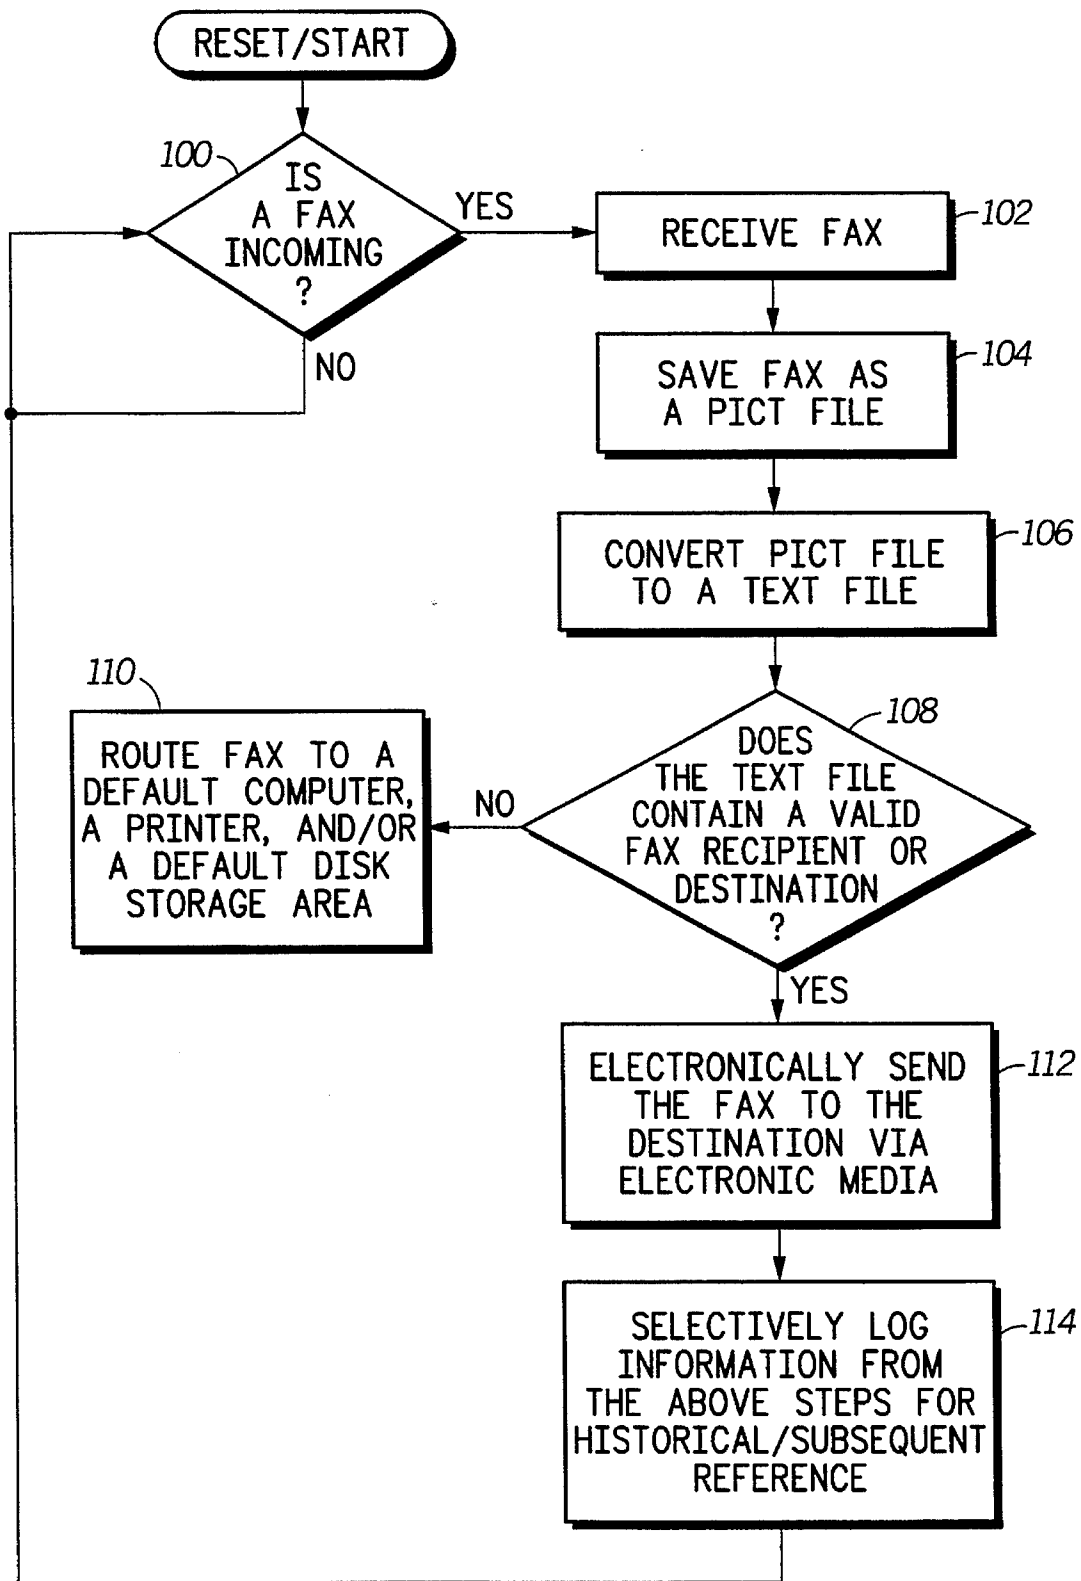 RESET/START
100
IS
A FAX
INCOMING
?
YES
NO
RECEIVE FAX
102
SAVE FAX AS
A PICT FILE
104
CONVERT PICT FILE
TO A TEXT FILE
106
108
DOES
THE TEXT FILE
CONTAIN A VALID
FAX RECIPIENT OR
DESTINATION
?
NO
YES
110
ROUTE FAX TO A
DEFAULT COMPUTER,
A PRINTER, AND/OR
A DEFAULT DISK
STORAGE AREA
ELECTRONICALLY SEND
THE FAX TO THE
DESTINATION VIA
ELECTRONIC MEDIA
112
SELECTIVELY LOG
INFORMATION FROM
THE ABOVE STEPS FOR
HISTORICAL/SUBSEQUENT
REFERENCE
114